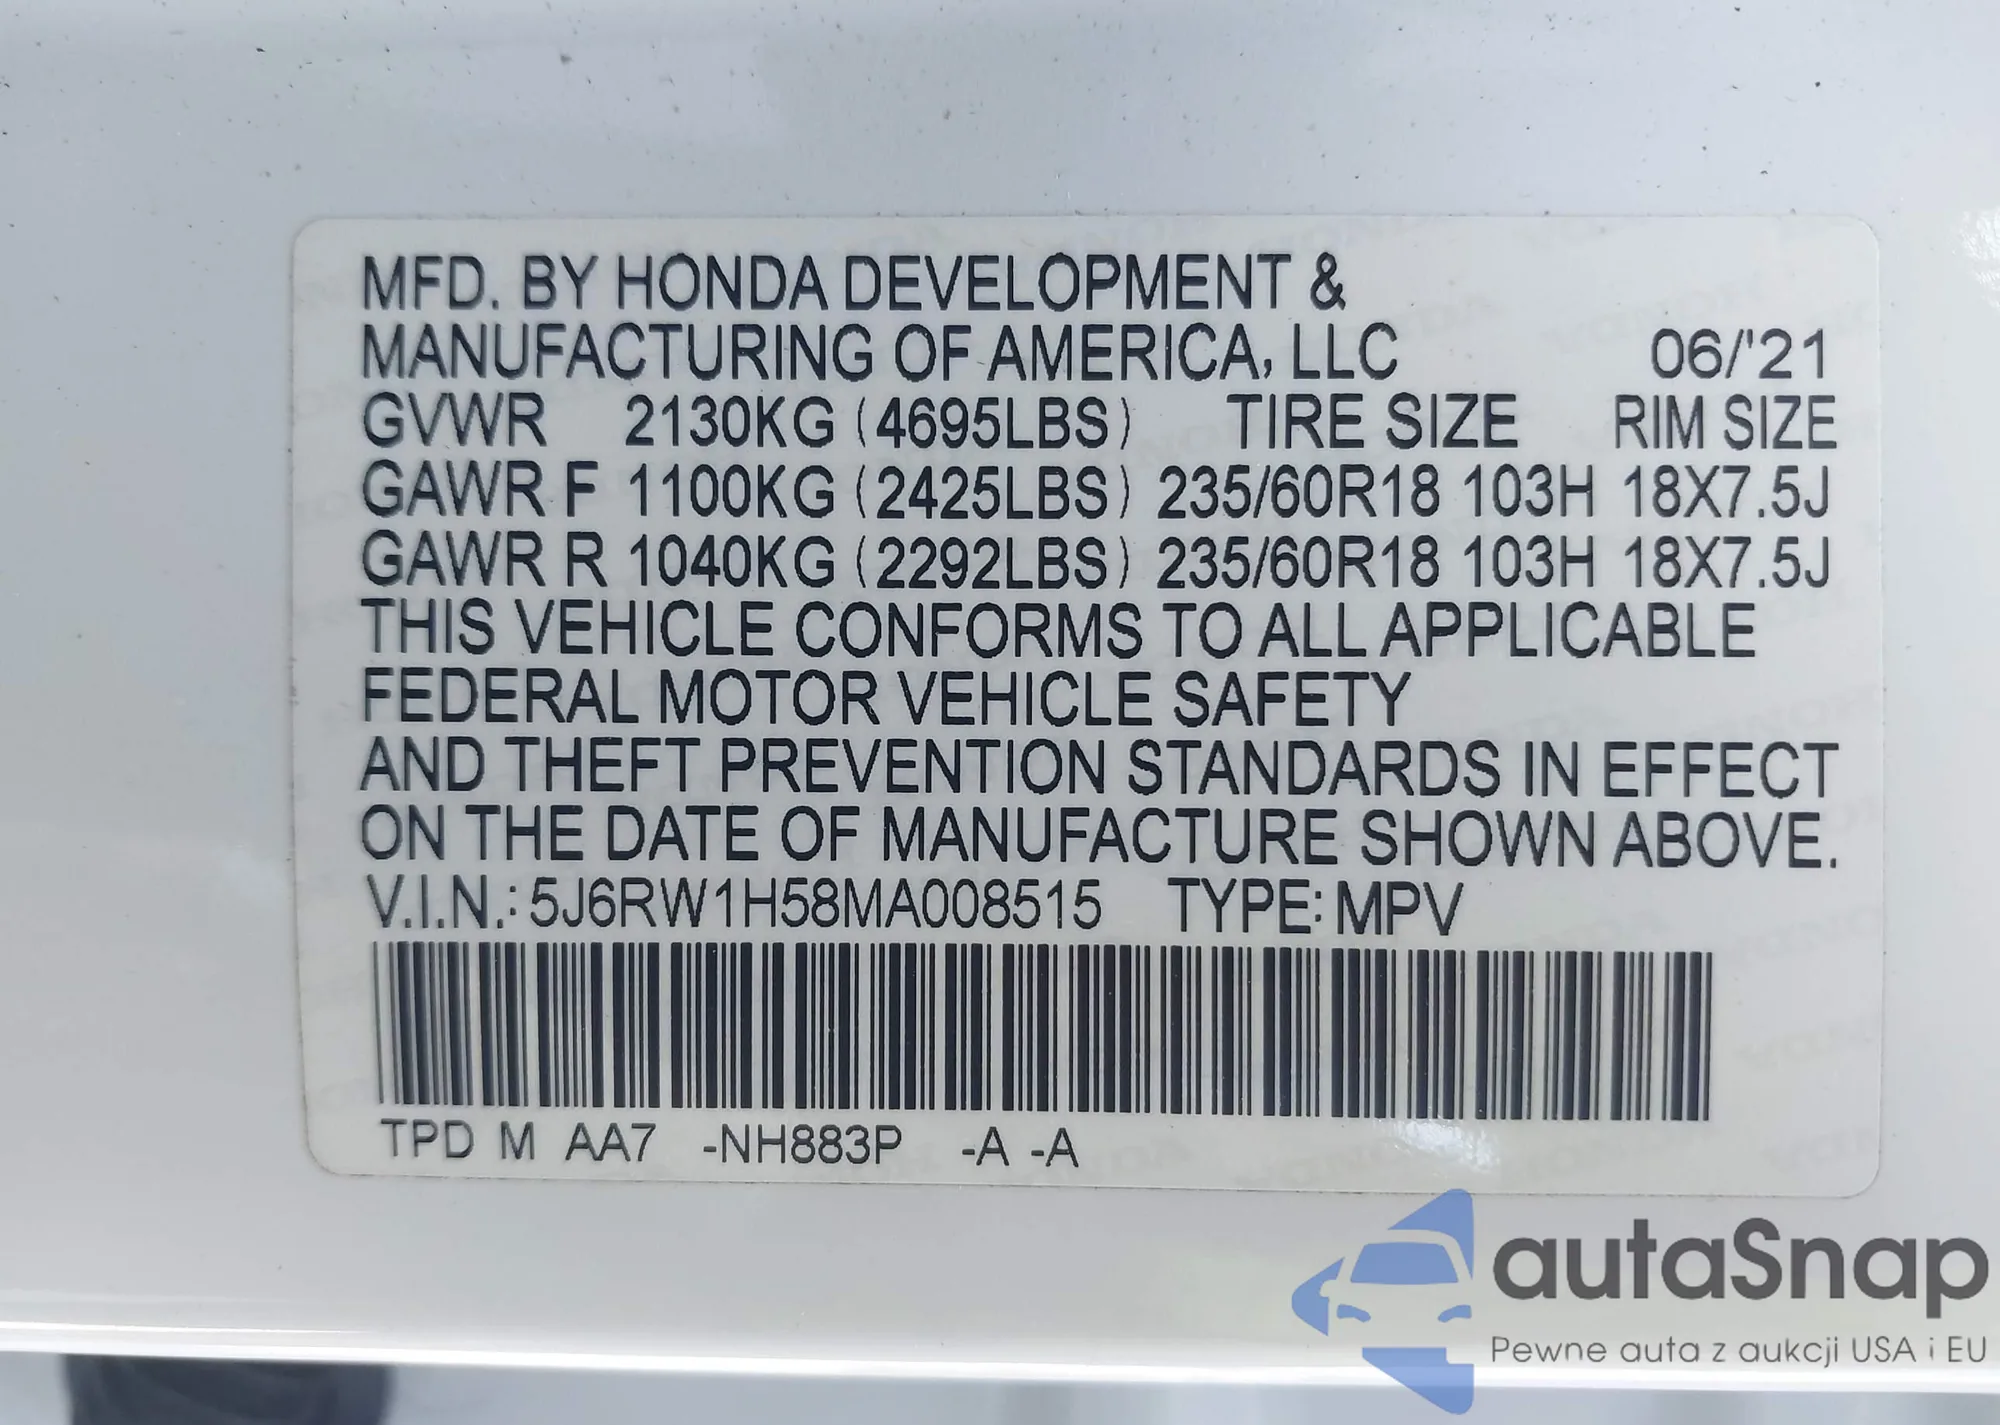 MFD. BY HONDA DEVELOPMENT &
MANUFACTURING OF AMERICA, LLC 06/'21
GVWR 2130KG (4695LBS) TIRE SIZE RIM SIZE
GAWR F 1100KG (2425LBS) 235/60R18 103H 18X7.5J
GAWR R 1040KG (2292LBS) 235/60R18 103H 18X7.5J
THIS VEHICLE CONFORMS TO ALL APPLICABLE
FEDERAL MOTOR VEHICLE SAFETY
AND THEFT PREVENTION STANDARDS IN EFFECT
ON THE DATE OF MANUFACTURE SHOWN ABOVE.
V.I.N.: 5J6RW1H58MA008515 TYPE: MPV
TPD M AA7 -NH883P -A -A
autaSnap
Pewne auta z aukcji USA i EU